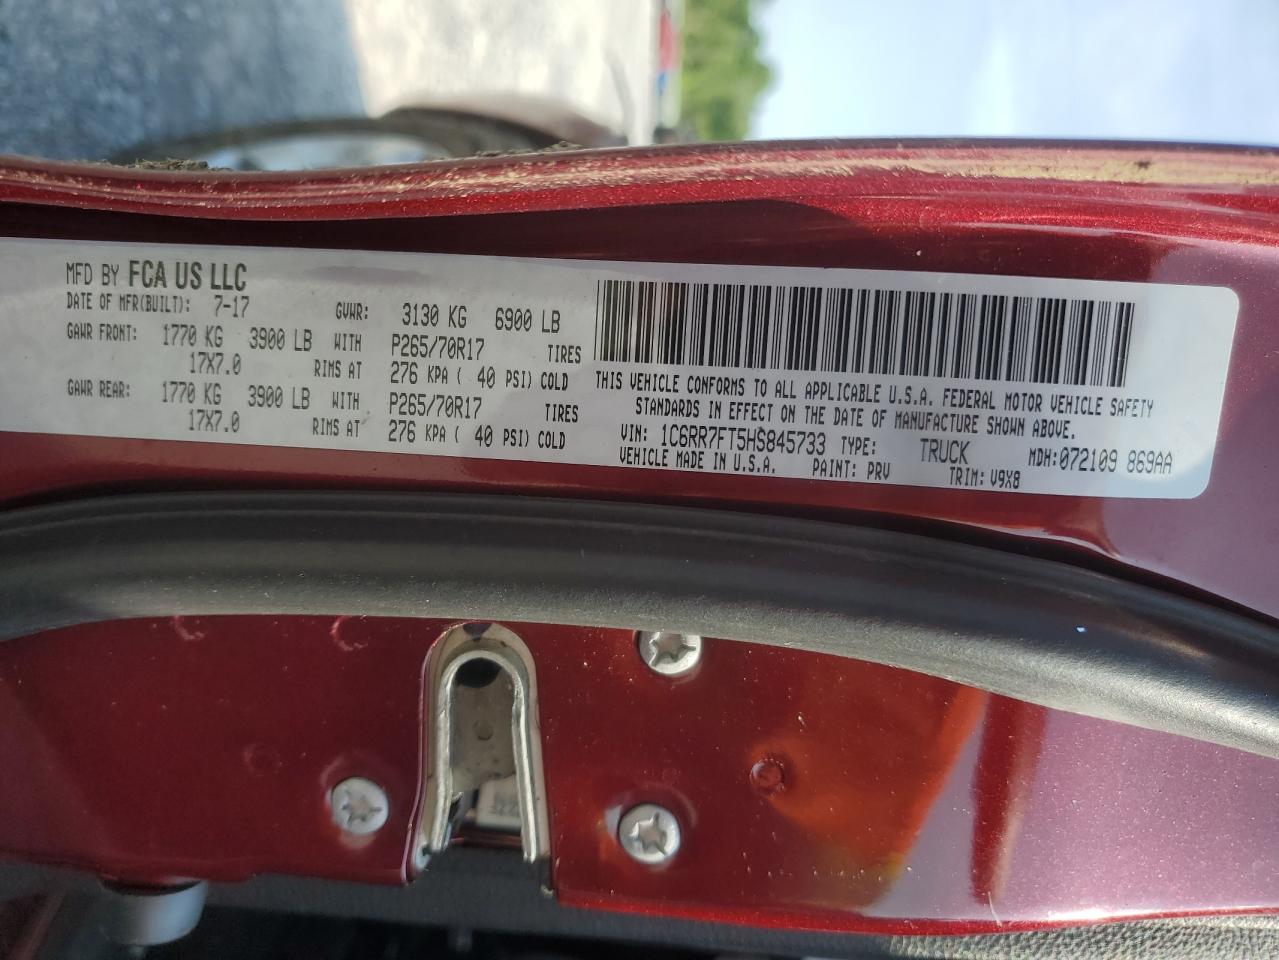 MFD BY FCA US LLC
DATE OF MFR(BUILT): 7-17 GVWR: 3130 KG 6900 LB
GAWR FRONT: 1770 KG 3900 LB WITH P265/70R17 TIRES
17X7.0 RIMS AT 276 KPA ( 40 PSI) COLD
GAWR REAR: 1770 KG 3900 LB WITH P265/70R17 TIRES
17X7.0 RIMS AT 276 KPA ( 40 PSI) COLD
THIS VEHICLE CONFORMS TO ALL APPLICABLE U.S.A. FEDERAL MOTOR VEHICLE SAFETY
STANDARDS IN EFFECT ON THE DATE OF MANUFACTURE SHOWN ABOVE.
VIN: 1C6RR7FT5HS845733 TYPE: TRUCK MDH:072109 869AA
VEHICLE MADE IN U.S.A. PAINT: PRV TRIM: V9X8